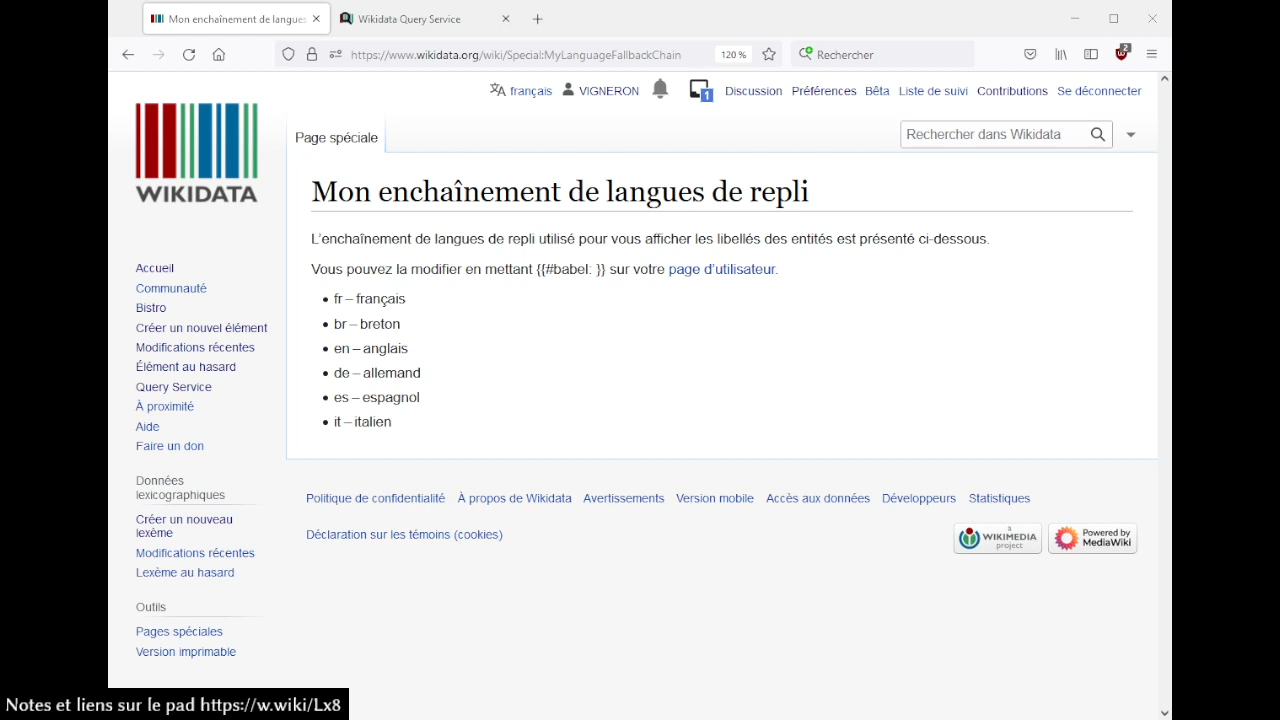 Mon enchaînement de langues
Wikidata Query Service
https://www.wikidata.org/wiki/Special:MyLanguageFallbackChain
120 %
Rechercher
2
français
VIGNERON
1
Discussion
Préférences
Bêta
Liste de suivi
Contributions
Se déconnecter
WIKIDATA
Page spéciale
Rechercher dans Wikidata
Mon enchaînement de langues de repli
L’enchaînement de langues de repli utilisé pour vous afficher les libellés des entités est présenté ci-dessous.
Vous pouvez la modifier en mettant {{#babel: }} sur votre page d’utilisateur.
• fr – français
• br – breton
• en – anglais
• de – allemand
• es – espagnol
• it – italien
Accueil
Communauté
Bistro
Créer un nouvel élément
Modifications récentes
Élément au hasard
Query Service
À proximité
Aide
Faire un don
Données
lexicographiques
Créer un nouveau
lexème
Modifications récentes
Lexème au hasard
Outils
Pages spéciales
Version imprimable
Politique de confidentialité
À propos de Wikidata
Avertissements
Version mobile
Accès aux données
Développeurs
Statistiques
Déclaration sur les témoins (cookies)
a
WIKIMEDIA
project
Powered by
MediaWiki
Notes et liens sur le pad https://w.wiki/Lx8